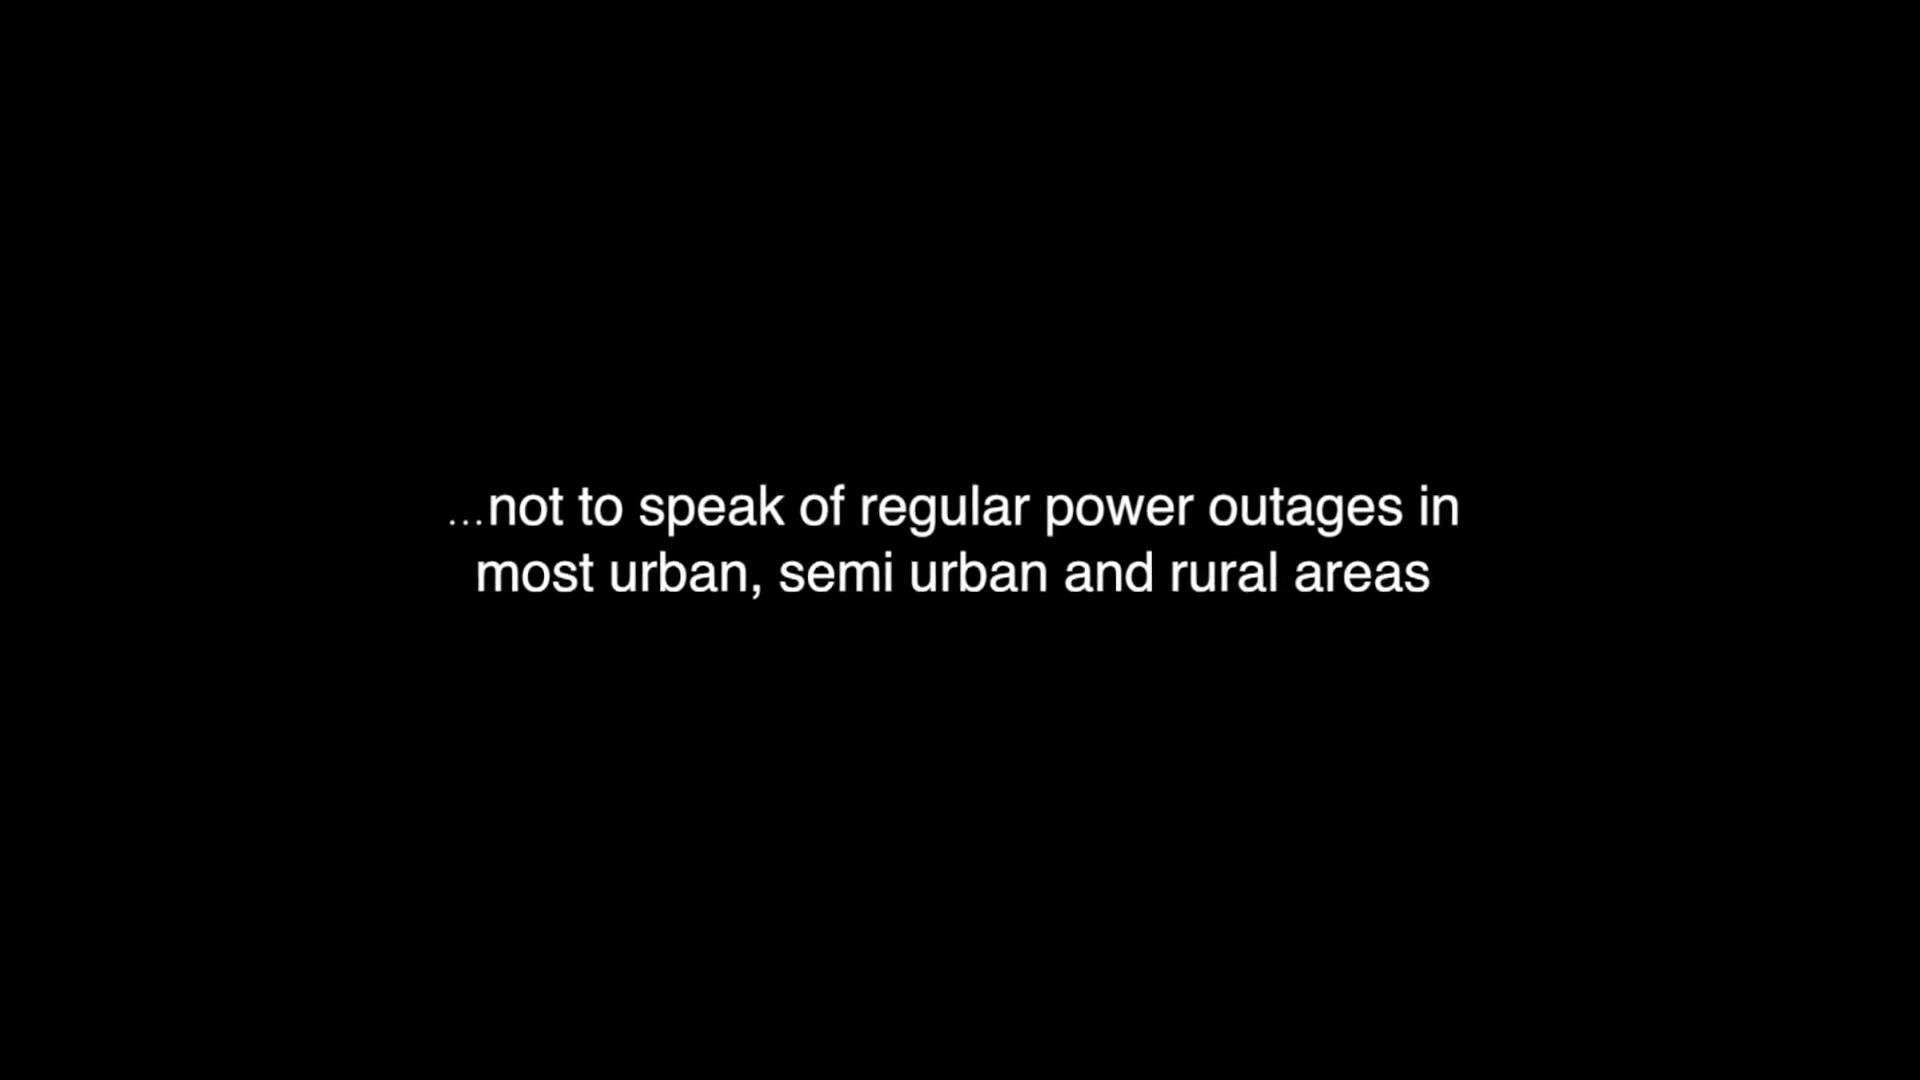 ...not to speak of regular power outages in
most urban, semi urban and rural areas